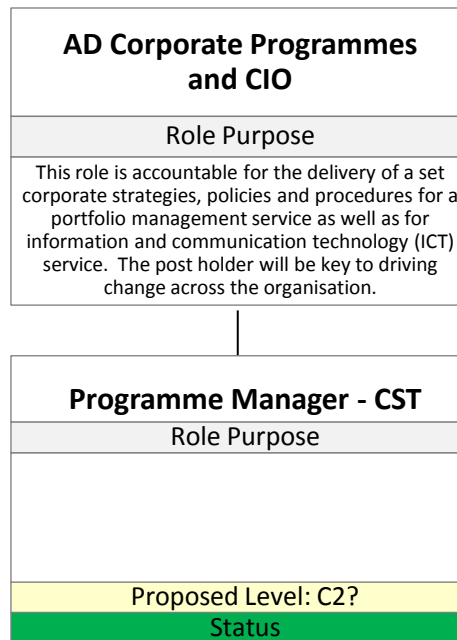 AD Corporate Programmes
and CIO
Role Purpose
This role is accountable for the delivery of a set
corporate strategies, policies and procedures for a
portfolio management service as well as for
information and communication technology (ICT)
service.  The post holder will be key to driving
change across the organisation.
Programme Manager - CST
Role Purpose
Proposed Level: C2?
Status